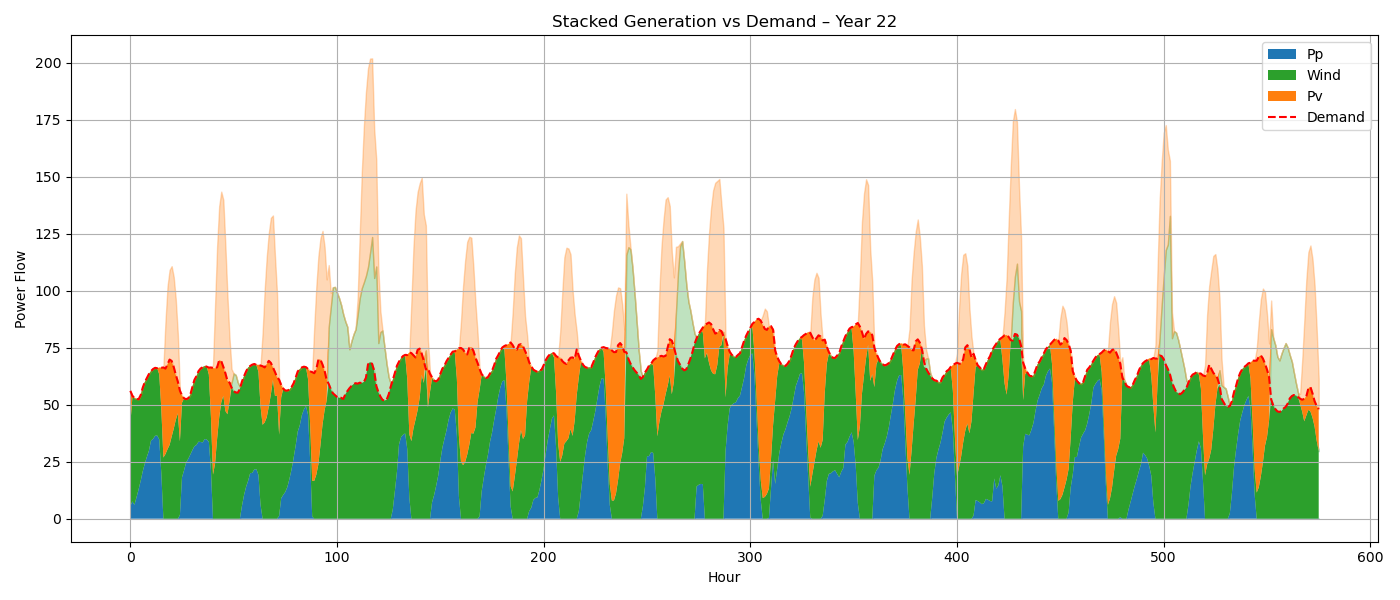 Stacked Generation vs Demand – Year 22
Power Flow
200
175
150
125
100
75
50
25
0
0 100 200 300 400 500 600
Hour
Pp
Wind
Pv
Demand